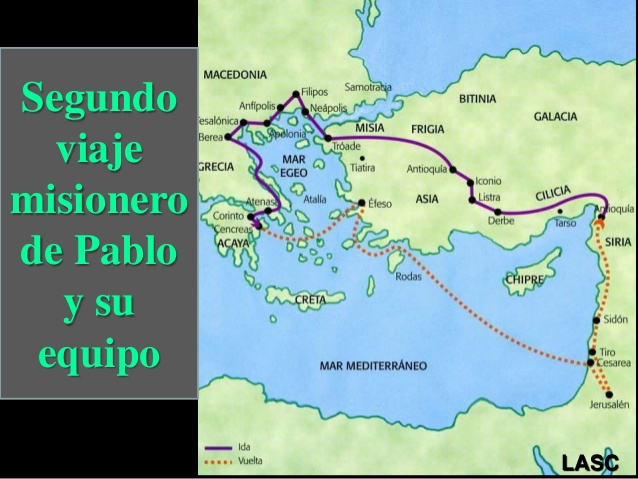 Segundo
viaje
misionero
de Pablo
y su
equipo
MACEDONIA
Filipos
Samotracia
BITINIA
Anfípolis
Neápolis
GALACIA
esalónica
Apolonia
MISIA
FRIGIA
Berea
Tróade
MAR
EGEO
GRECIA
Tiatira
Antioquía
Iconio
CILICIA
Atenas
Atalía
Éfeso
ASIA
Listra
Corinto
Derbe
Tarso
ntioquía
Cencreas
ACAYA
SIRIA
Rodas
CHIPRE
CRETA
Sidón
Tiro
Cesarea
MAR MEDITERRÁNEO
Jerusalén
Ida
Vuelta
LASC